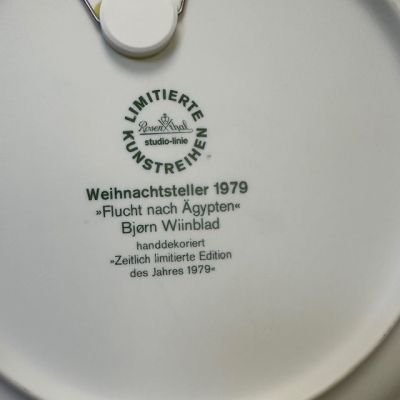 LIMITIERTE
Rosenthal
studio-linie
KUNSTREIHEN
Weihnachtsteller 1979
»Flucht nach Ägypten«
Bjørn Wiinblad
handdekoriert
»Zeitlich limitierte Edition
des Jahres 1979«